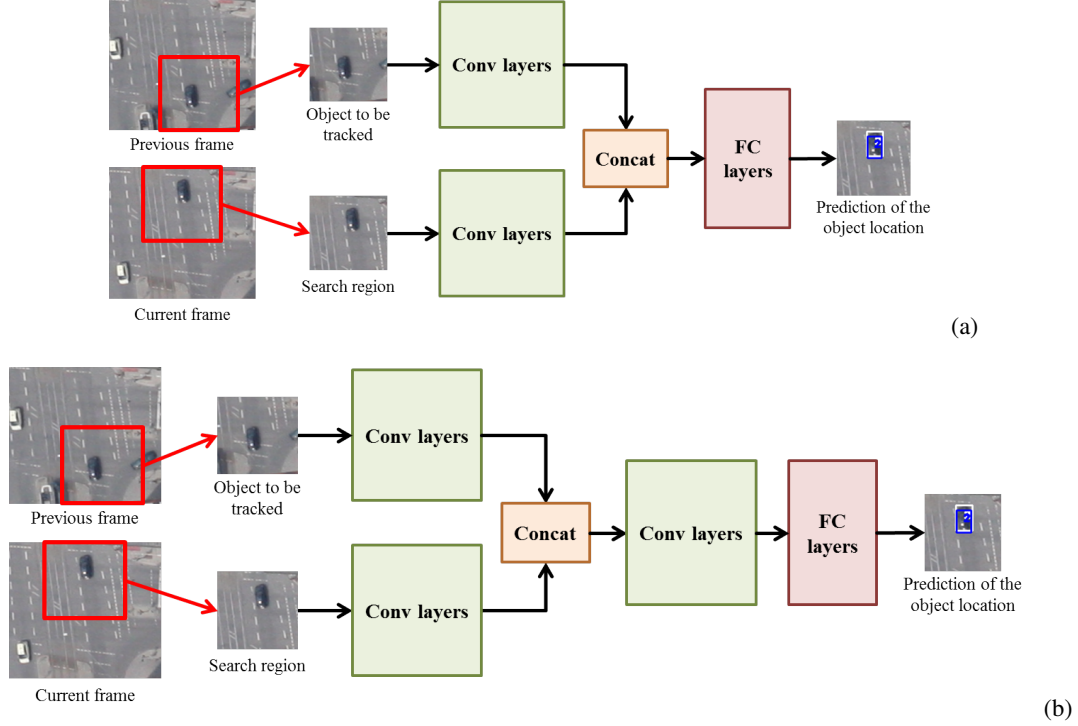 Previous frame
Object to be
tracked
Conv layers
Current frame
Search region
Conv layers
Concat
FC
layers
2
Prediction of the
object location
(a)
Previous frame
Object to be
tracked
Conv layers
Current frame
Search region
Conv layers
Concat
Conv layers
FC
layers
2
Prediction of the
object location
(b)